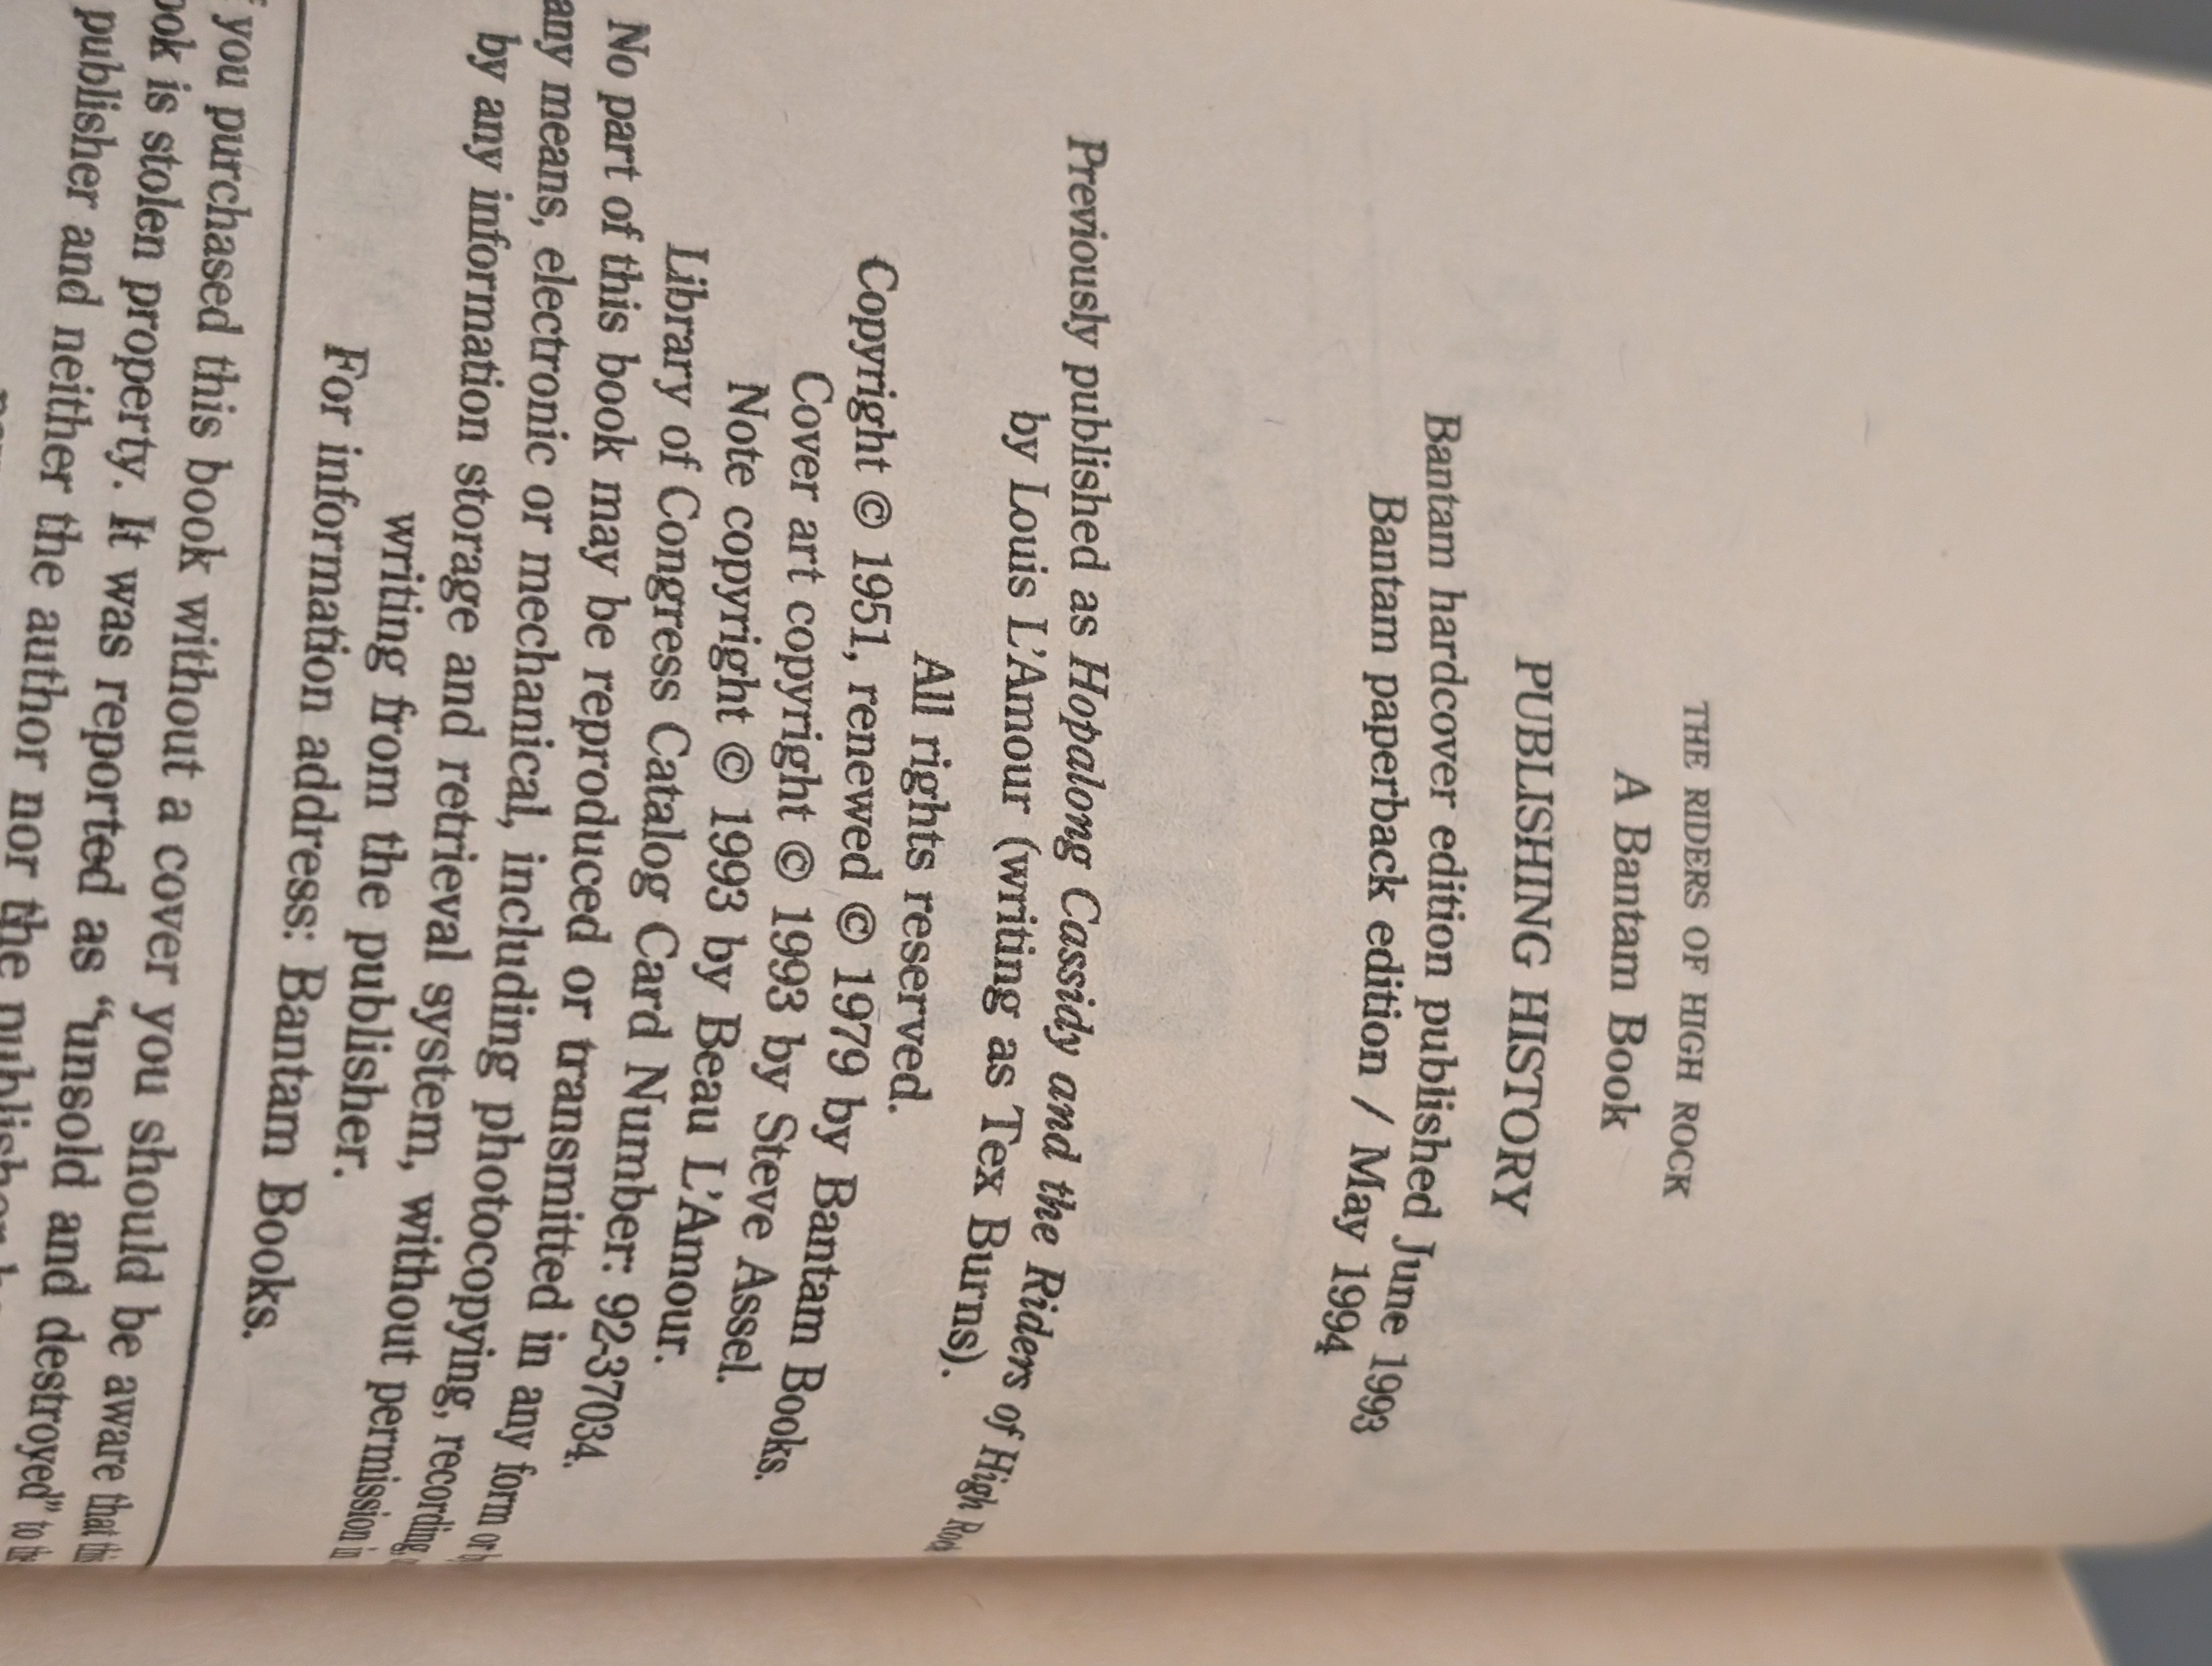 THE RIDERS OF HIGH ROCK
A Bantam Book
PUBLISHING HISTORY
Bantam hardcover edition published June 1993
Bantam paperback edition / May 1994
Previously published as Hopalong Cassidy and the Riders of High Rock
by Louis L'Amour (writing as Tex Burns).
All rights reserved.
Copyright © 1951, renewed © 1979 by Bantam Books.
Cover art copyright © 1993 by Steve Assel.
Note copyright © 1993 by Beau L'Amour.
Library of Congress Catalog Card Number: 92-37034.
No part of this book may be reproduced or transmitted in any form or
any means, electronic or mechanical, including photocopying, recording,
by any information storage and retrieval system, without permission in
writing from the publisher.
For information address: Bantam Books.
you purchased this book without a cover you should be aware that this
is stolen property. It was reported as “unsold and destroyed” to the
publisher and neither the author nor the